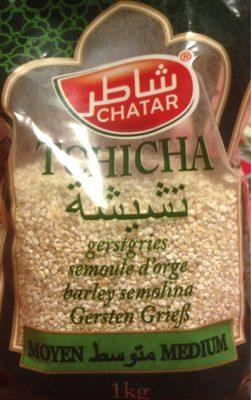 شاطر ®
CHATAR
TCHICHA
تشيشة
gerstgries
semoule d'orge
barley semolina
Gersten Grieß
MOYEN متوسط MEDIUM
1kg